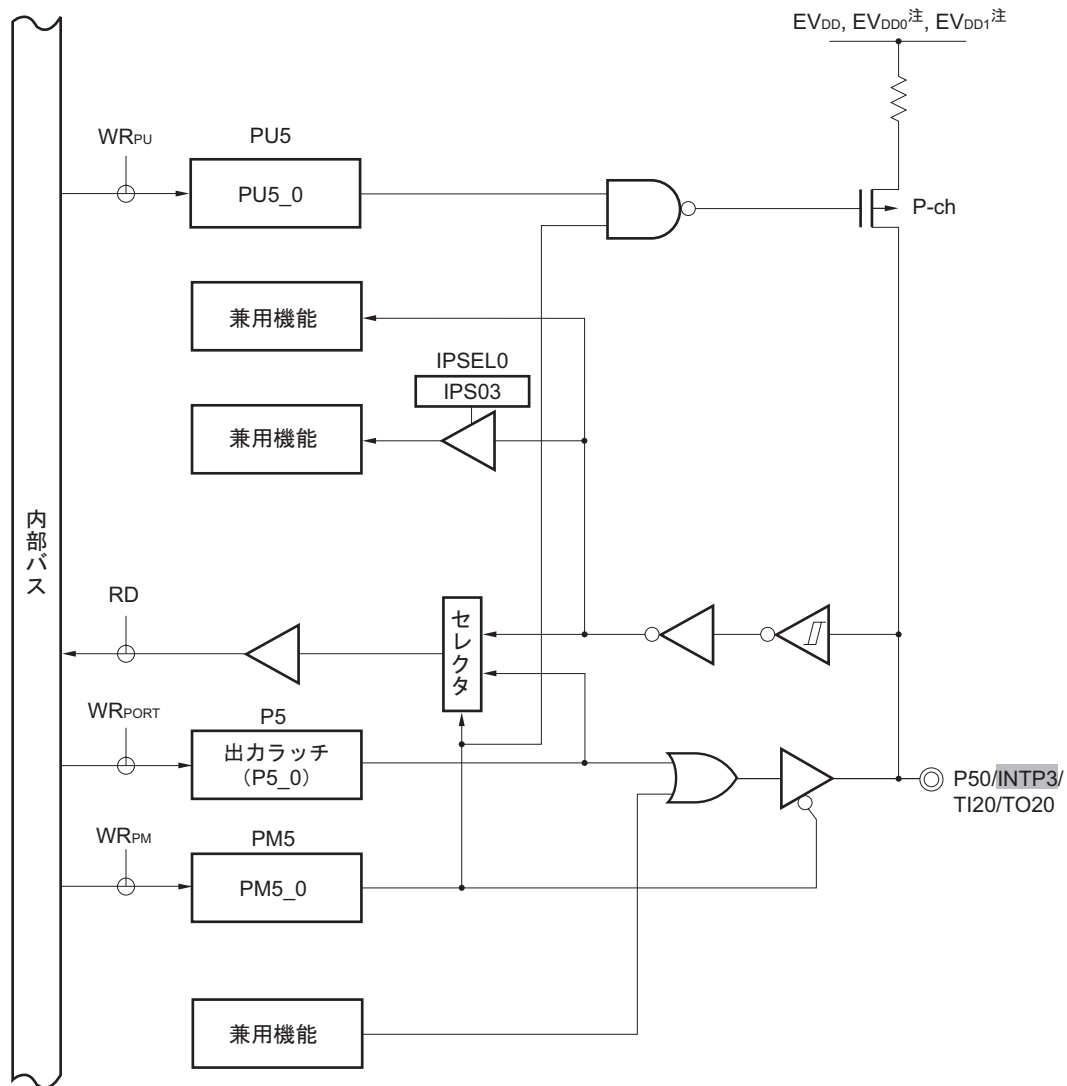 EVDD, EVDD0注, EVDD1注
WRPU
PU5
PU5_0
P-ch
兼用機能
IPSEL0
IPS03
兼用機能
内部バス
RD
セレクタ
WRPORT
P5
出力ラッチ
（P5_0）
P50/INTP3/
TI20/TO20
WRPM
PM5
PM5_0
兼用機能